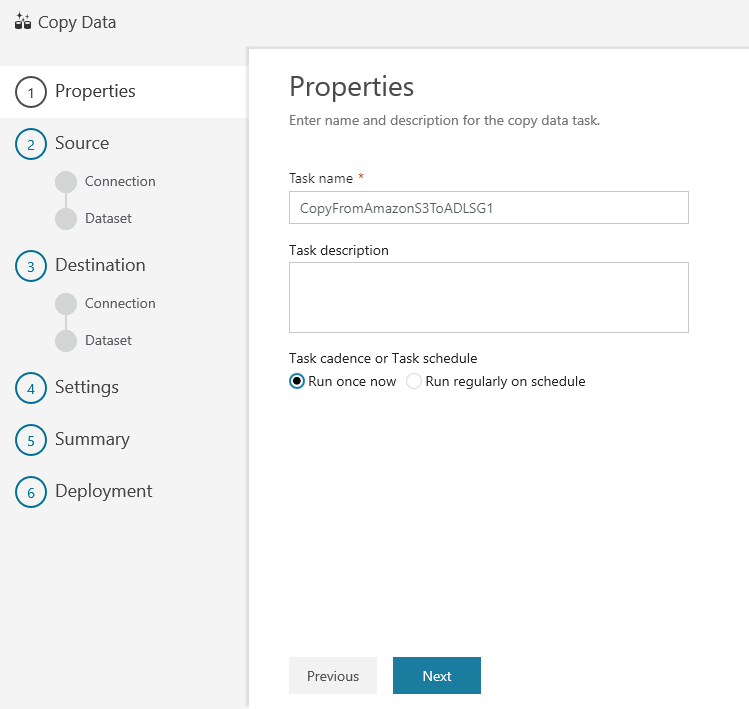 Copy Data
1 Properties
2 Source
Connection
Dataset
3 Destination
Connection
Dataset
4 Settings
5 Summary
6 Deployment
Properties
Enter name and description for the copy data task.
Task name *
CopyFromAmazonS3ToADLSG1
Task description
Task cadence or Task schedule
Run once now Run regularly on schedule
Previous Next